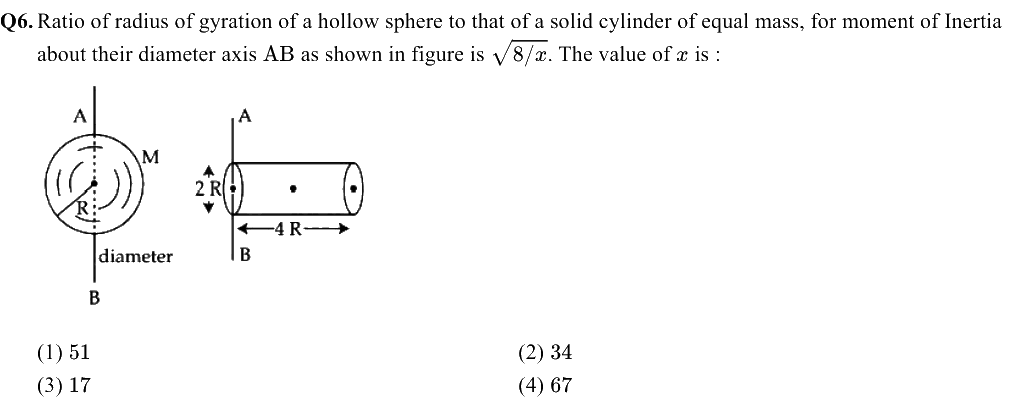 Q6. Ratio of radius of gyration of a hollow sphere to that of a solid cylinder of equal mass, for moment of Inertia
about their diameter axis AB as shown in figure is √8/x. The value of x is :
A
A
M
2 R
R
4 R
diameter
B
B
(1) 51
(2) 34
(3) 17
(4) 67